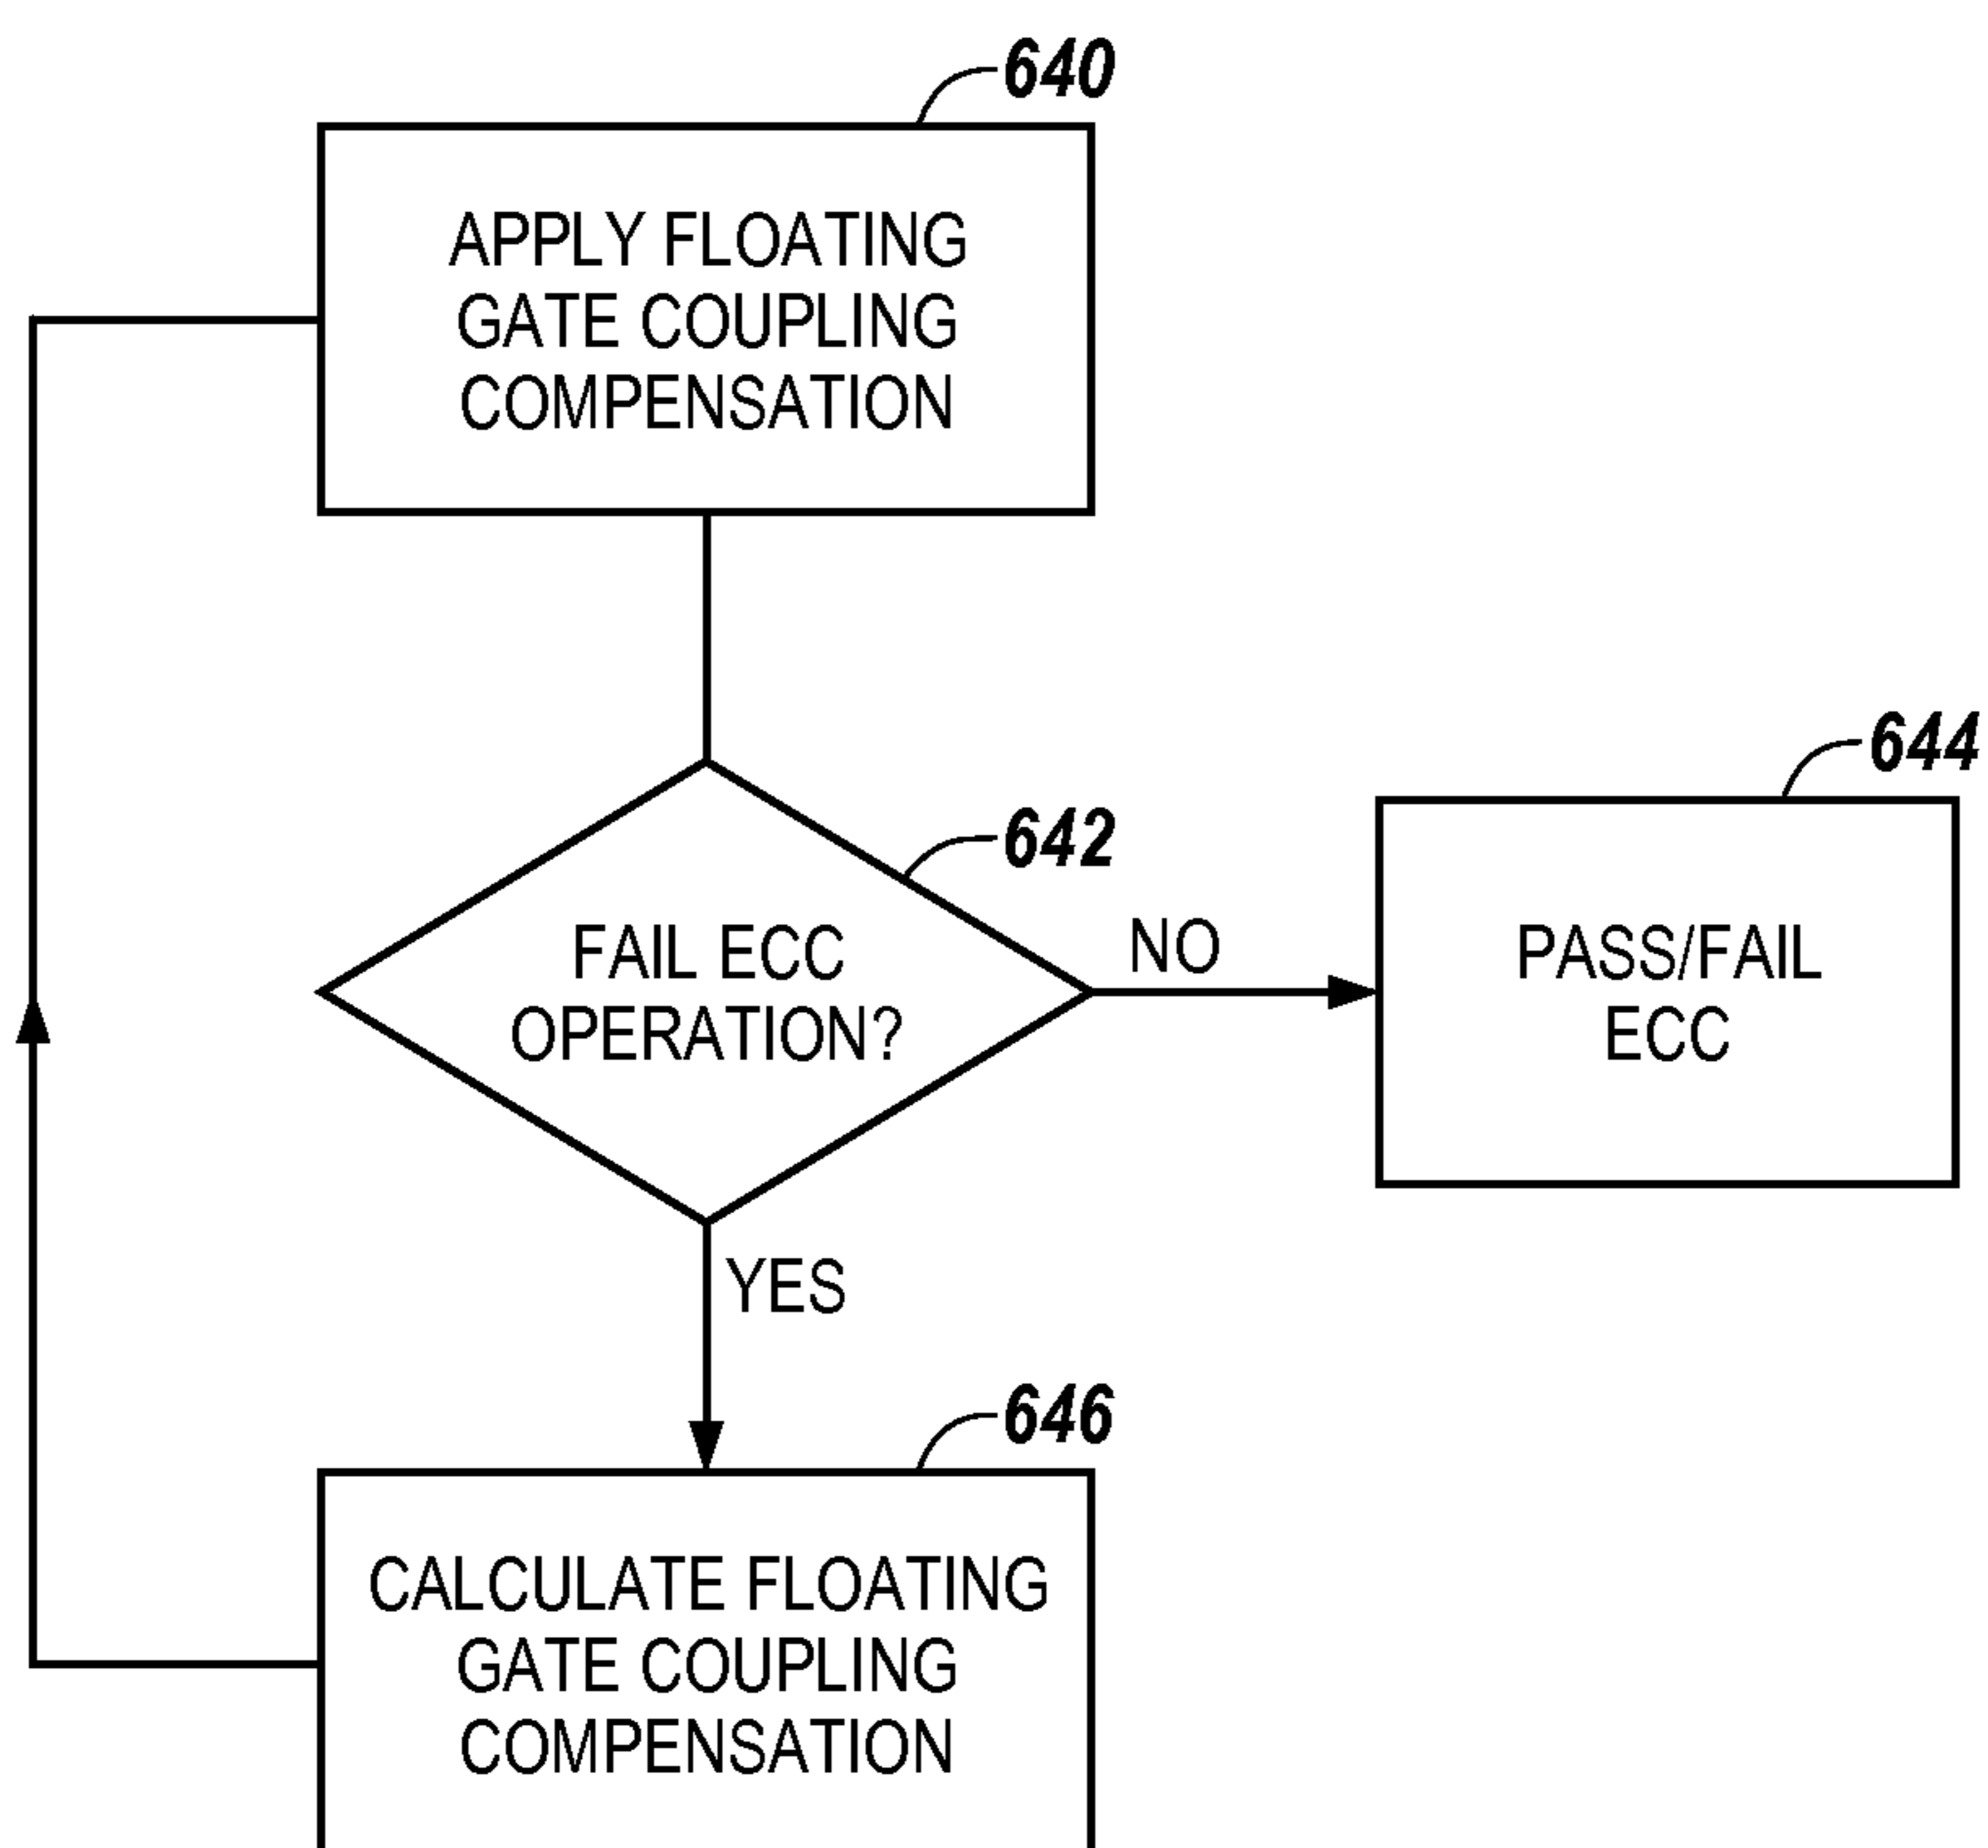 640
APPLY FLOATING
GATE COUPLING
COMPENSATION
644
642
FAIL ECC
OPERATION?
NO
PASS/FAIL
ECC
YES
646
CALCULATE FLOATING
GATE COUPLING
COMPENSATION